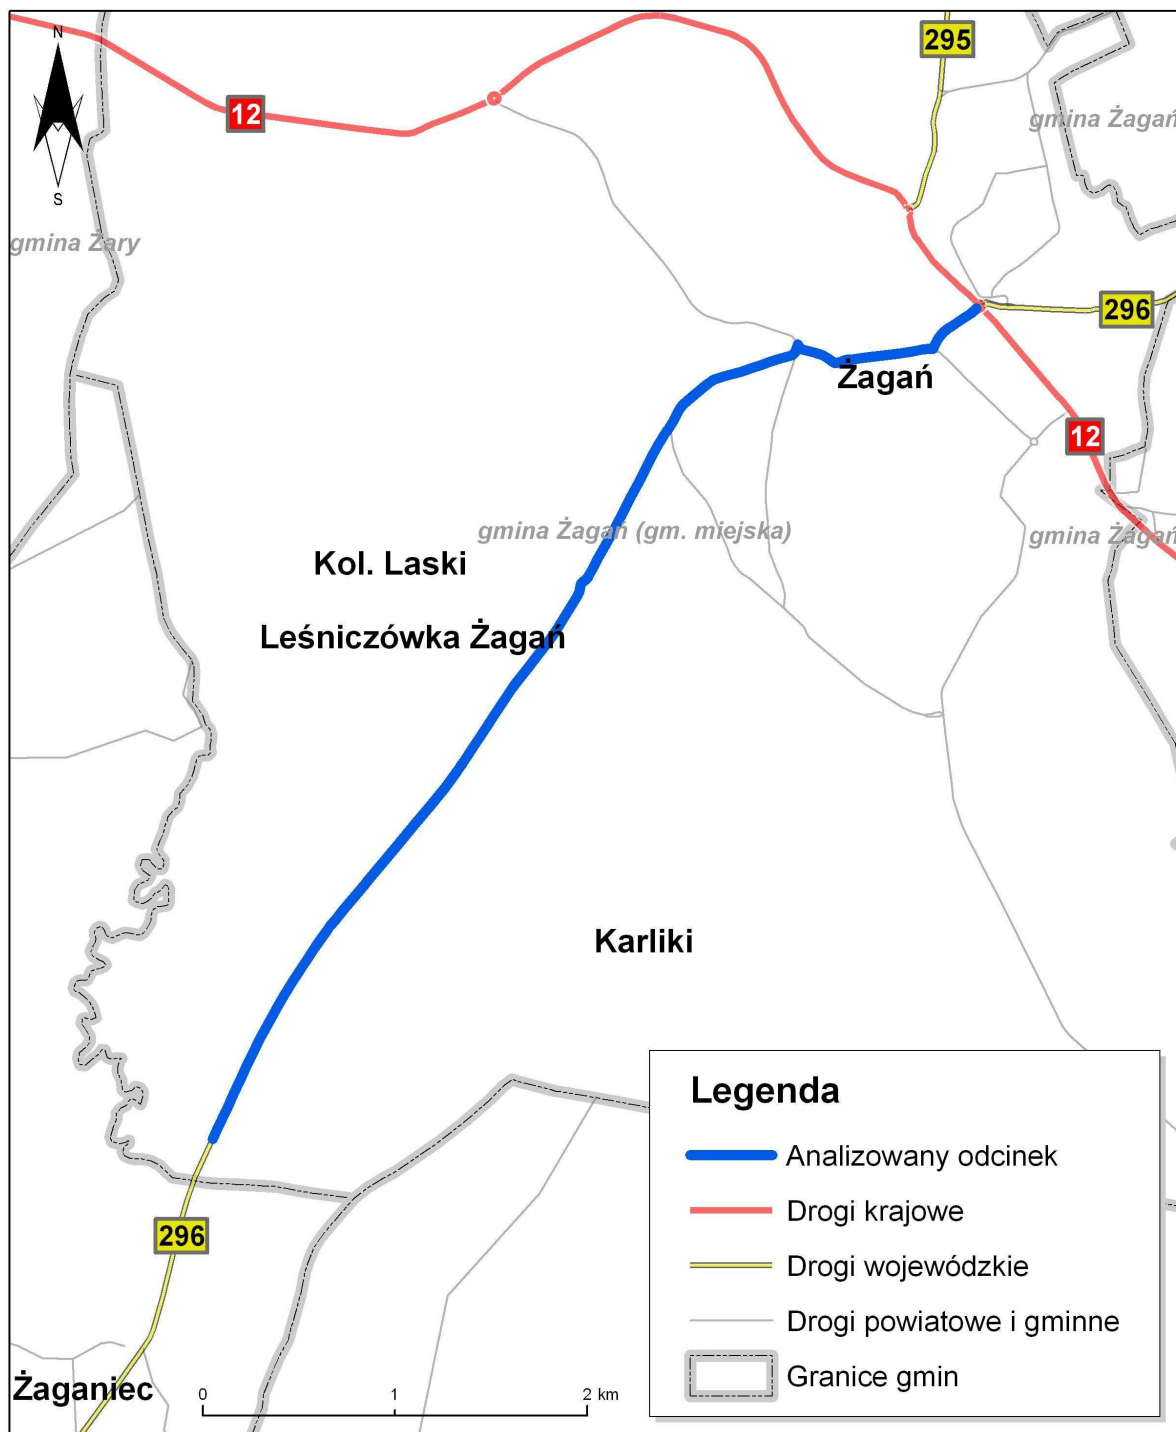 N
S
12
295
gmina Żagań
gmina Żary
296
Żagań
12
gmina Żagań (gm. miejska)
gmina Żagań
Kol. Laski
Leśniczówka Żagań
Karliki
296
Żaganiec
0 1 2 km
Legenda
Analizowany odcinek
Drogi krajowe
Drogi wojewódzkie
Drogi powiatowe i gminne
Granice gmin